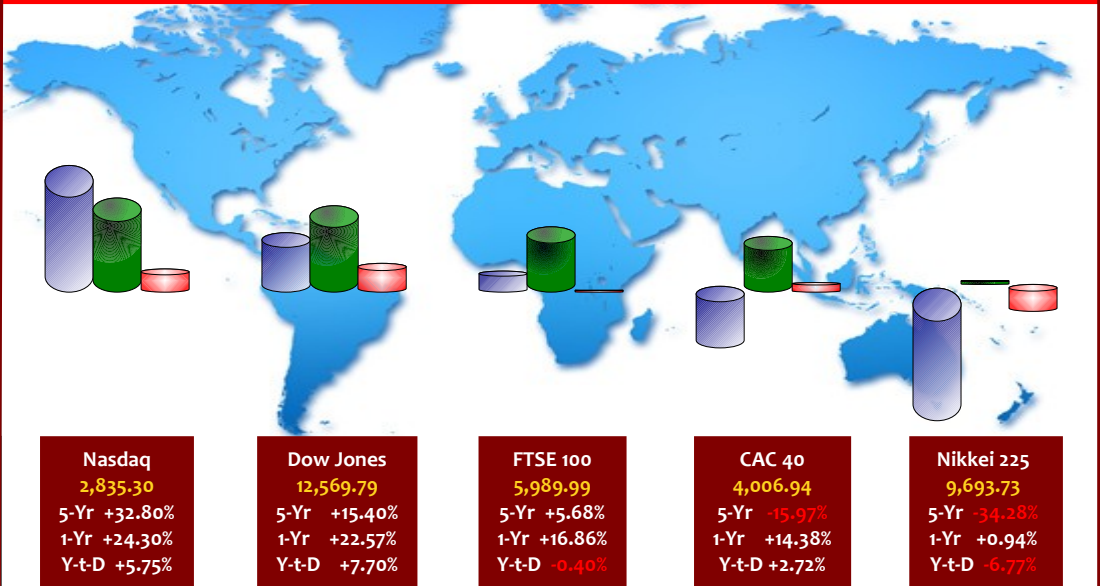 Nasdaq
2,835.30
5-Yr +32.80%
1-Yr +24.30%
Y-t-D +5.75%
Dow Jones
12,569.79
5-Yr +15.40%
1-Yr +22.57%
Y-t-D +7.70%
FTSE 100
5,989.99
5-Yr +5.68%
1-Yr +16.86%
Y-t-D -0.40%
CAC 40
4,006.94
5-Yr -15.97%
1-Yr +14.38%
Y-t-D +2.72%
Nikkei 225
9,693.73
5-Yr -34.28%
1-Yr +0.94%
Y-t-D -6.77%